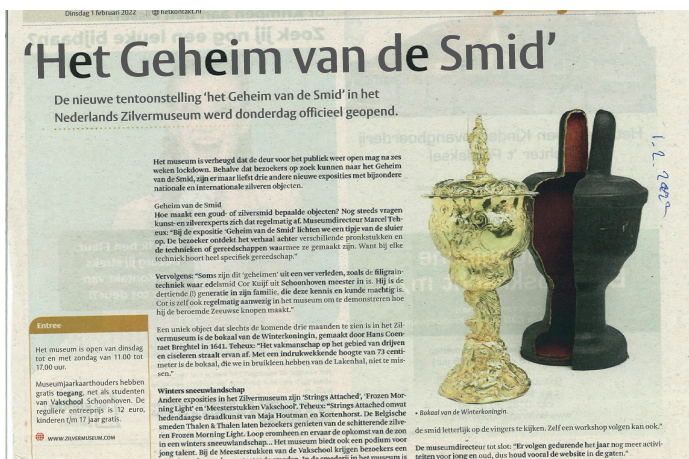 Dinsdag 1 februari 2022 @ hetkontakt.nl
'Het Geheim van de Smid'
De nieuwe tentoonstelling 'het Geheim van de Smid' in het
Nederlands Zilvermuseum werd donderdag officieel geopend.
1.2.2022
Het museum is verheugd dat de deur voor het publiek weer open mag na zes
weken lockdown. Behalve dat bezoekers op zoek kunnen naar het Geheim
van de Smid, zijn er maar liefst drie andere nieuwe exposities met bijzondere
nationale en internationale zilveren objecten.
Geheim van de Smid
Hoe maakt een goud- of zilversmid bepaalde objecten? Nog steeds vragen
kunst-en zilverexperts zich dat regelmatig af. Museumdirecteur Marcel Teh-
eux: "Bij de expositie 'Geheim van de Smid' lichten we een tipje van de sluier
op. De bezoeker ontdekt het verhaal achter verschillende pronkstukken en
de technieken of gereedschappen waarmee ze gemaakt zijn. Want bij elke
techniek hoort heel specifiek gereedschap."
Vervolgens: "Soms zijn dit 'geheimen' uit een ver verleden, zoals de filigrain-
techniek waar edelsmid Cor Kuijf uit Schoonhoven meester in is. Hij is de
dertiende (!) generatie in zijn familie, die deze kennis en kunde machtig is.
Cor is zelf ook regelmatig aanwezig in het museum om te demonstreren hoe
hij de beroemde Zeeuwse knopen maakt."
Een uniek object dat slechts de komende drie maanden te zien is in het Zil-
vermuseum is de bokaal van de Winterkoningin, gemaakt door Hans Coen-
raet Breghtel in 1641. Teheux: "Het vakmanschap op het gebied van drijven
en ciseleren straalt ervan af. Met een indrukwekkende hoogte van 73 centi-
meter is de bokaal, die we in bruikleen hebben van de Lakenhal, niet te mis-
sen."
Winters sneeuwlandschap
Andere exposities in het Zilvermuseum zijn 'Strings Attached', 'Frozen Mor-
ning Light' en 'Meesterstukken Vakschool'. Teheux: "Strings Attached omvat
hedendaagse draadkunst van Maja Houtman en Kortenhorst. De Belgische
smeden Thalen & Thalen laten bezoekers genieten van de schitterende zilve-
ren Frozen Morning Light. Loop eromheen en ervaar de opkomst van de zon
in een winters sneeuwlandschap... Het museum biedt ook een podium voor
jong talent. Bij de Meesterstukken van de Vakschool krijgen bezoekers een
Entree
Het museum is open van dinsdag
tot en met zondag van 11.00 tot
17.00 uur.
Museumjaarkaarthouders hebben
gratis toegang, net als studenten
van Vakschool Schoonhoven. De
reguliere entreeprijs is 12 euro,
kinderen t/m 17 jaar gratis.
WWW.ZILVERMUSEUM.COM
• Bokaal van de Winterkoningin.
de smid letterlijk op de vingers te kijken. Zelf een workshop volgen kan ook."
De museumdirecteur tot slot: "Er volgen gedurende het jaar nog meer activi-
teiten voor jong en oud, dus houd vooral de website in de gaten."